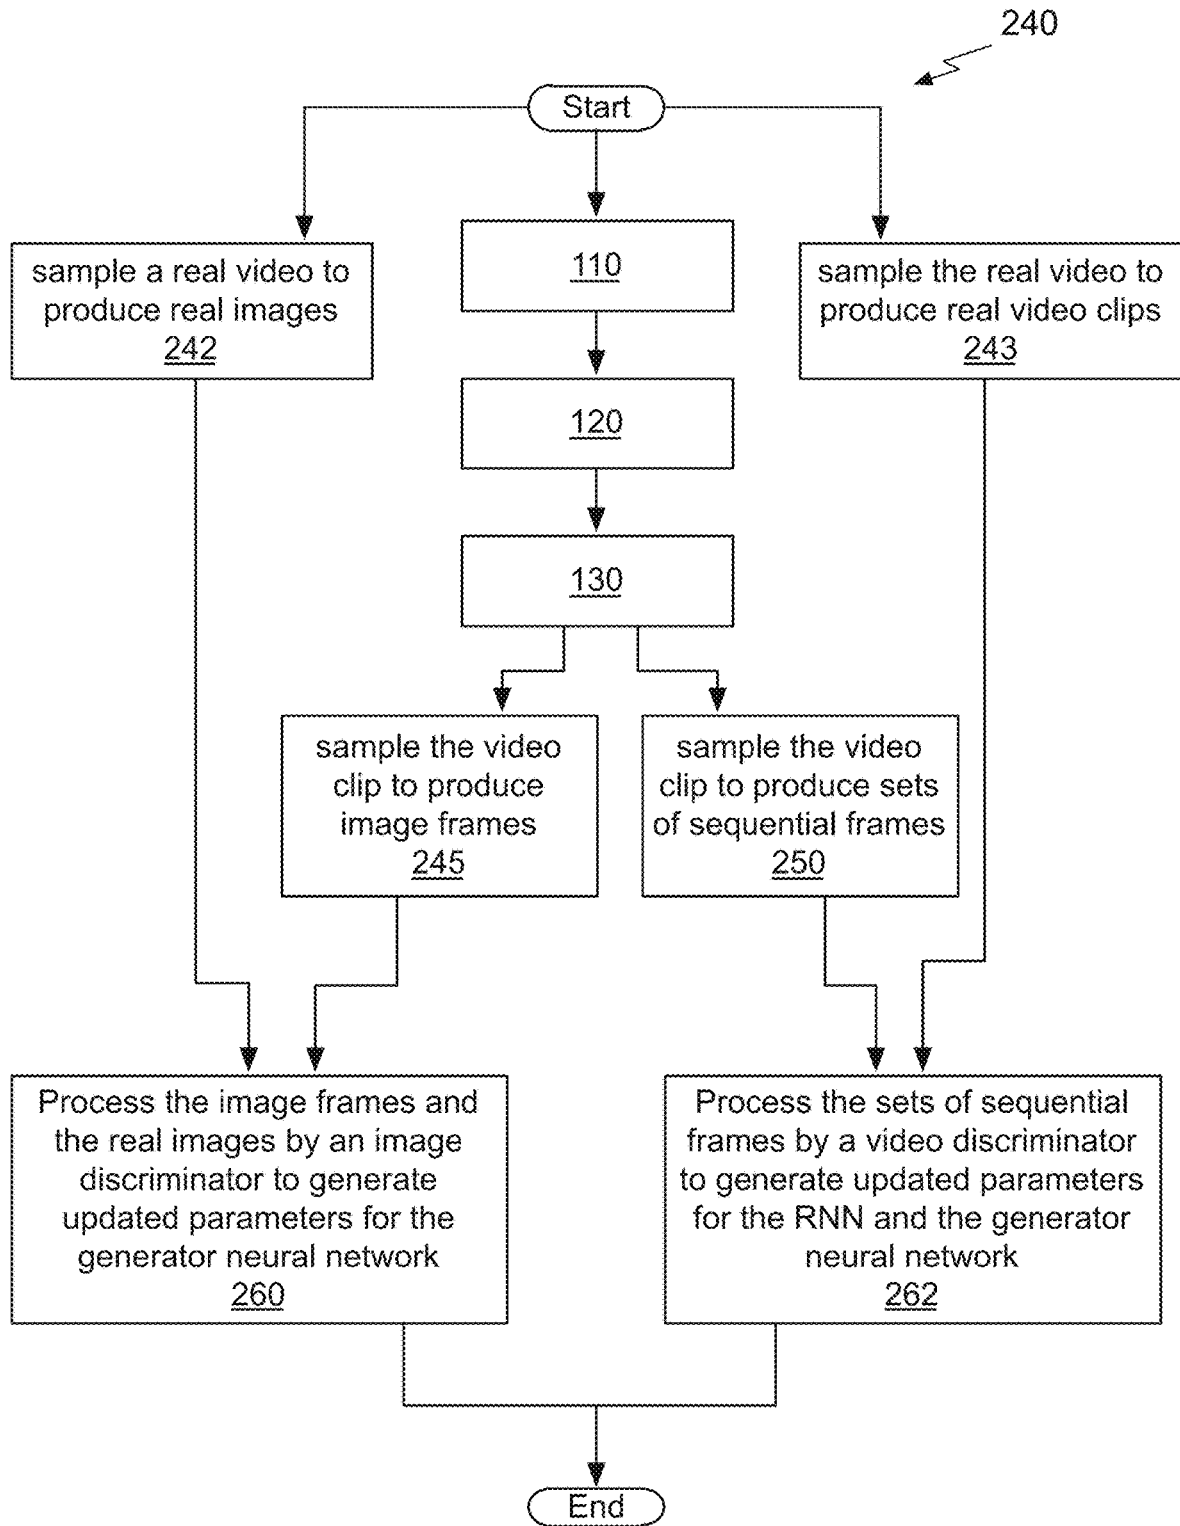 240
Start
sample a real video to
produce real images
242
110
sample the real video to
produce real video clips
243
120
130
sample the video
clip to produce
image frames
245
sample the video
clip to produce sets
of sequential frames
250
Process the image frames and
the real images by an image
discriminator to generate
updated parameters for the
generator neural network
260
Process the sets of sequential
frames by a video discriminator
to generate updated parameters
for the RNN and the generator
neural network
262
End